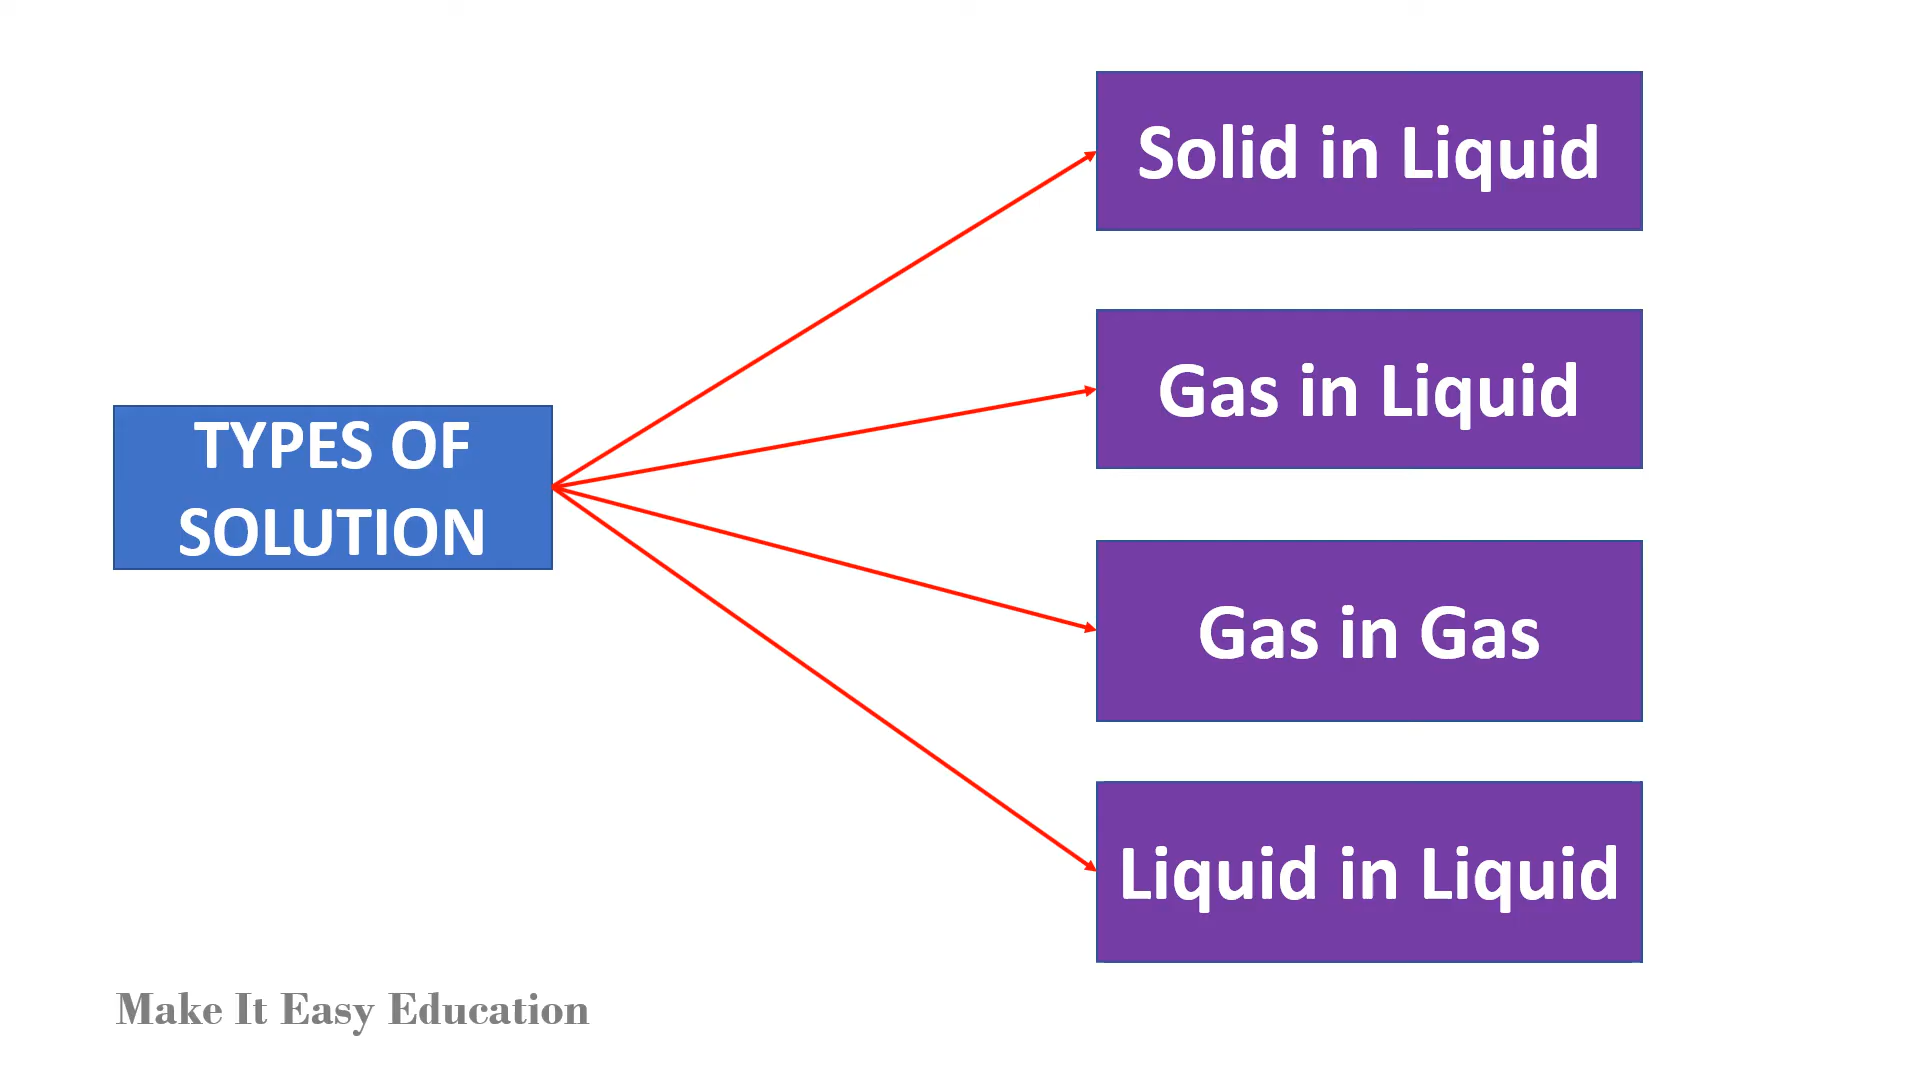 TYPES OF
SOLUTION
Solid in Liquid
Gas in Liquid
Gas in Gas
Liquid in Liquid
Make It Easy Education